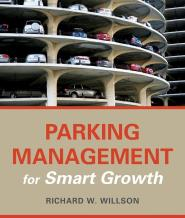 PARKING
MANAGEMENT
for Smart Growth
RICHARD W. WILLSON